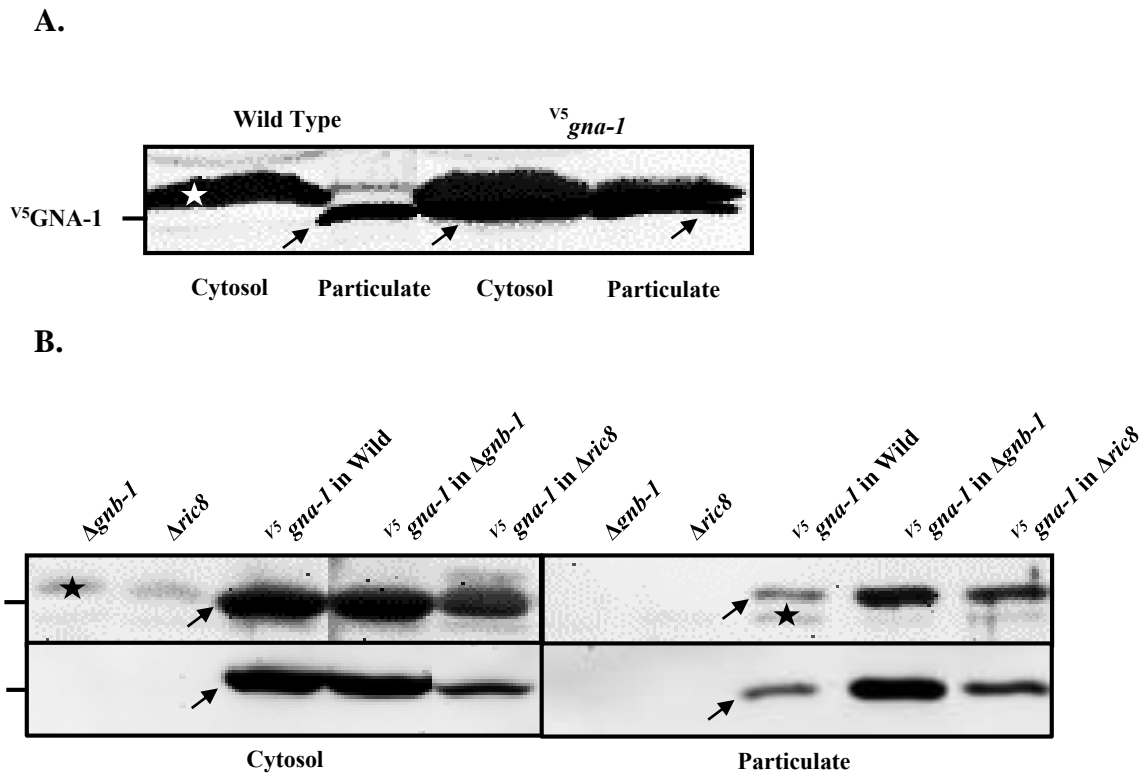 A.
Wild Type
V5gna-1
V5GNA-1
Cytosol
Particulate
Cytosol
Particulate
B.
Δgnb-1
Δric8
V5 gna-1 in Wild
V5 gna-1 in Δgnb-1
V5 gna-1 in Δric8
Δgnb-1
Δric8
V5 gna-1 in Wild
V5 gna-1 in Δgnb-1
V5 gna-1 in Δric8
Cytosol
Particulate